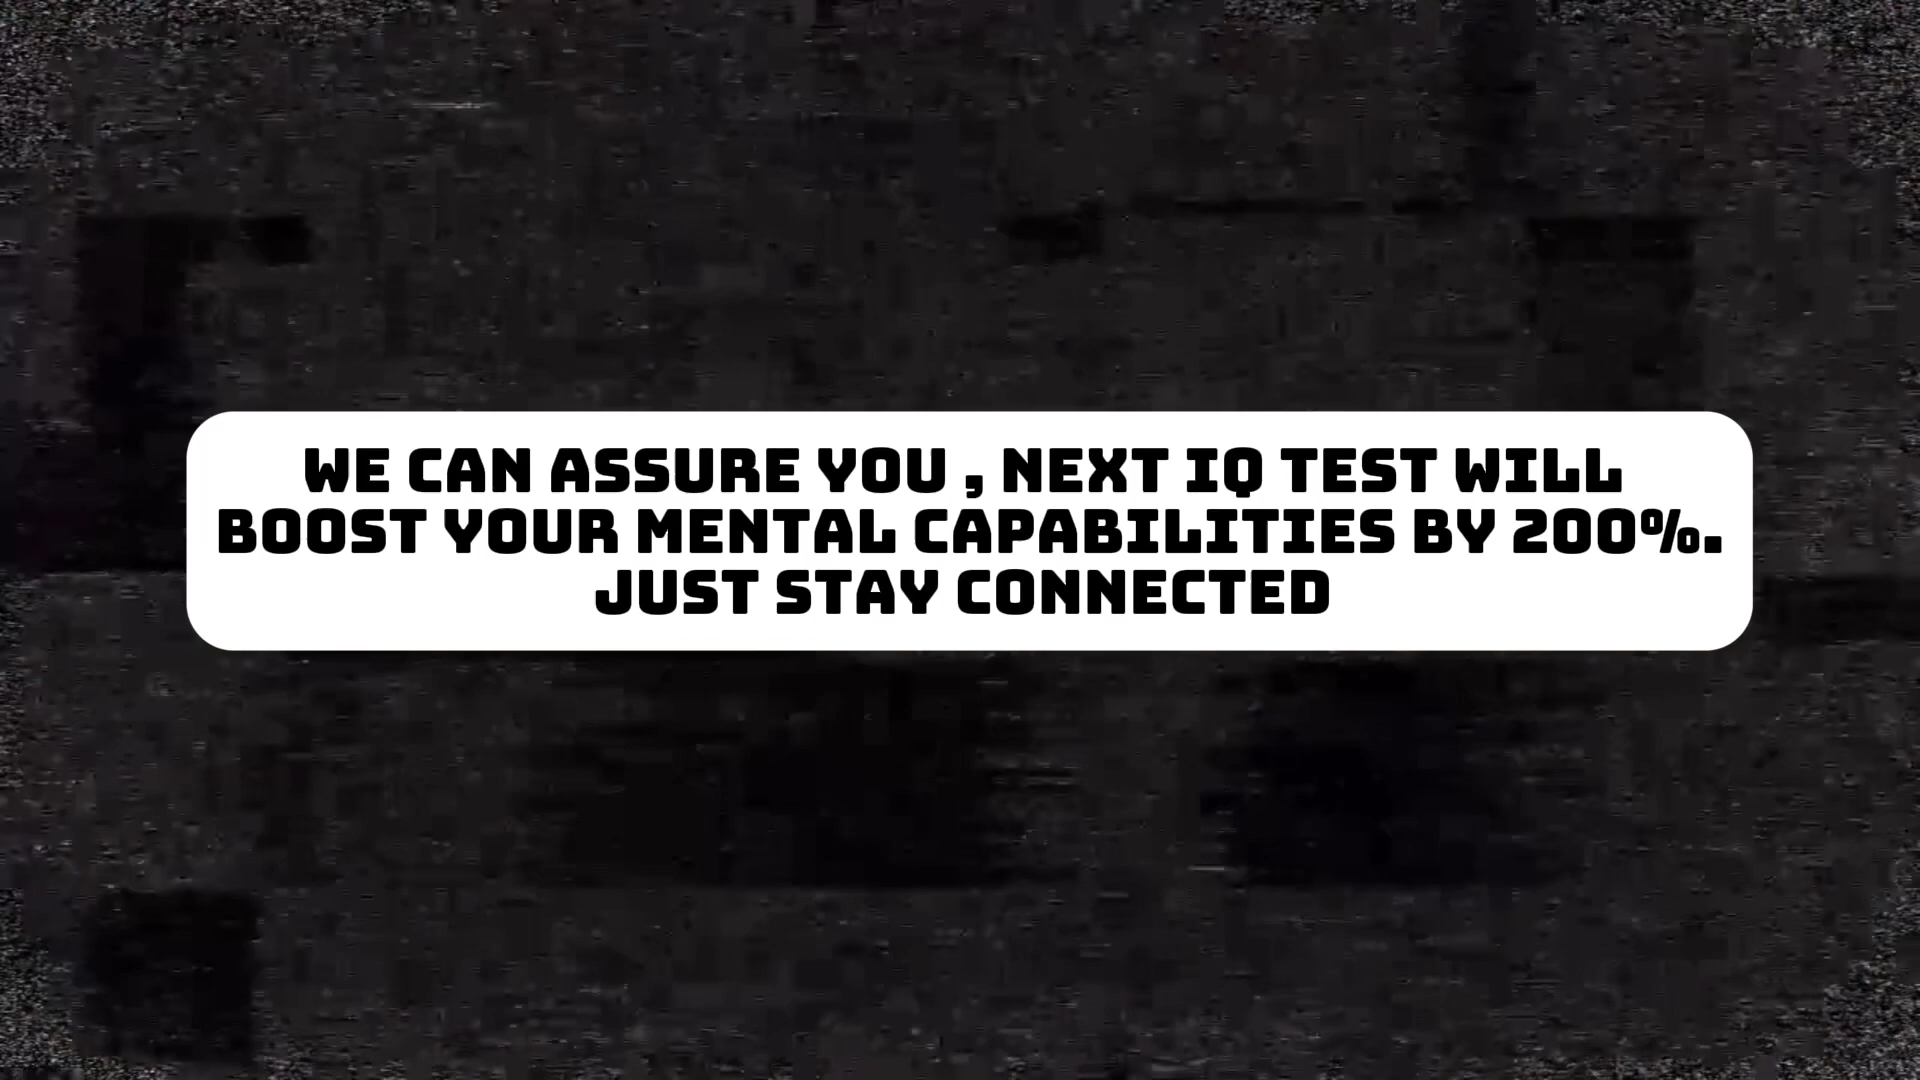 WE CAN ASSURE YOU , NEXT IQ TEST WILL
BOOST YOUR MENTAL CAPABILITIES BY 200%.
JUST STAY CONNECTED